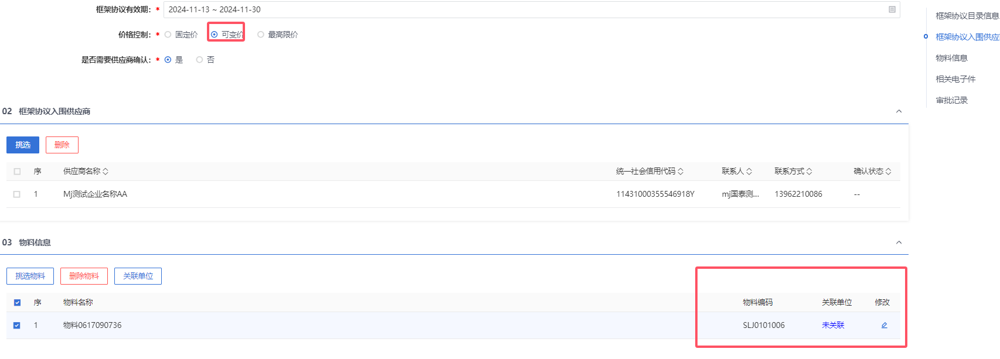 框架协议有效期： * 2024-11-13 ~ 2024-11-30
价格控制： * 固定价 可变价 最高限价
是否需要供应商确认： * 是 否
02 框架协议入围供应商
挑选 删除
序 供应商名称 统一社会信用代码 联系人 联系方式 确认状态
1 Mj测试企业名称AA 11431000355546918Y mj国泰测... 13962210086 --
03 物料信息
挑选物料 删除物料 关联单位
序 物料名称 物料编码 关联单位 修改
1 物料0617090736 SLJ0101006 未关联
框架协议目录信息
框架协议入围供应
物料信息
相关电子件
审批记录